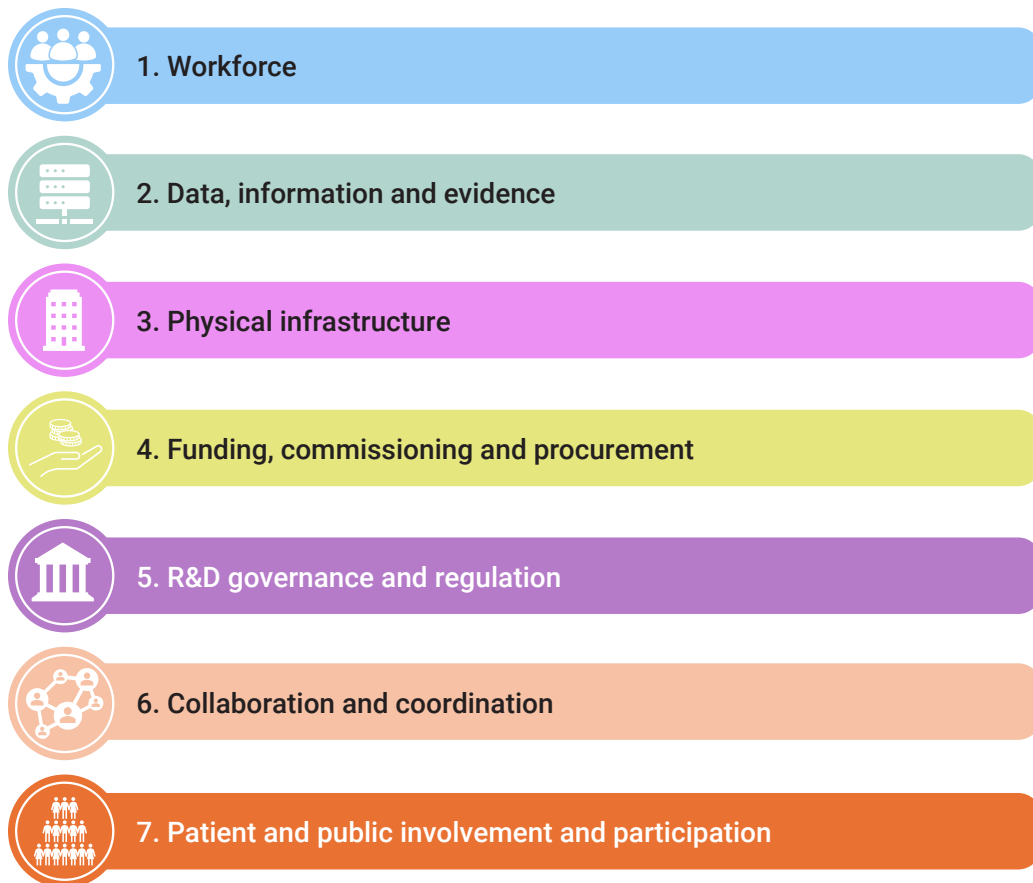 1. Workforce
2. Data, information and evidence
3. Physical infrastructure
4. Funding, commissioning and procurement
5. R&D governance and regulation
6. Collaboration and coordination
7. Patient and public involvement and participation